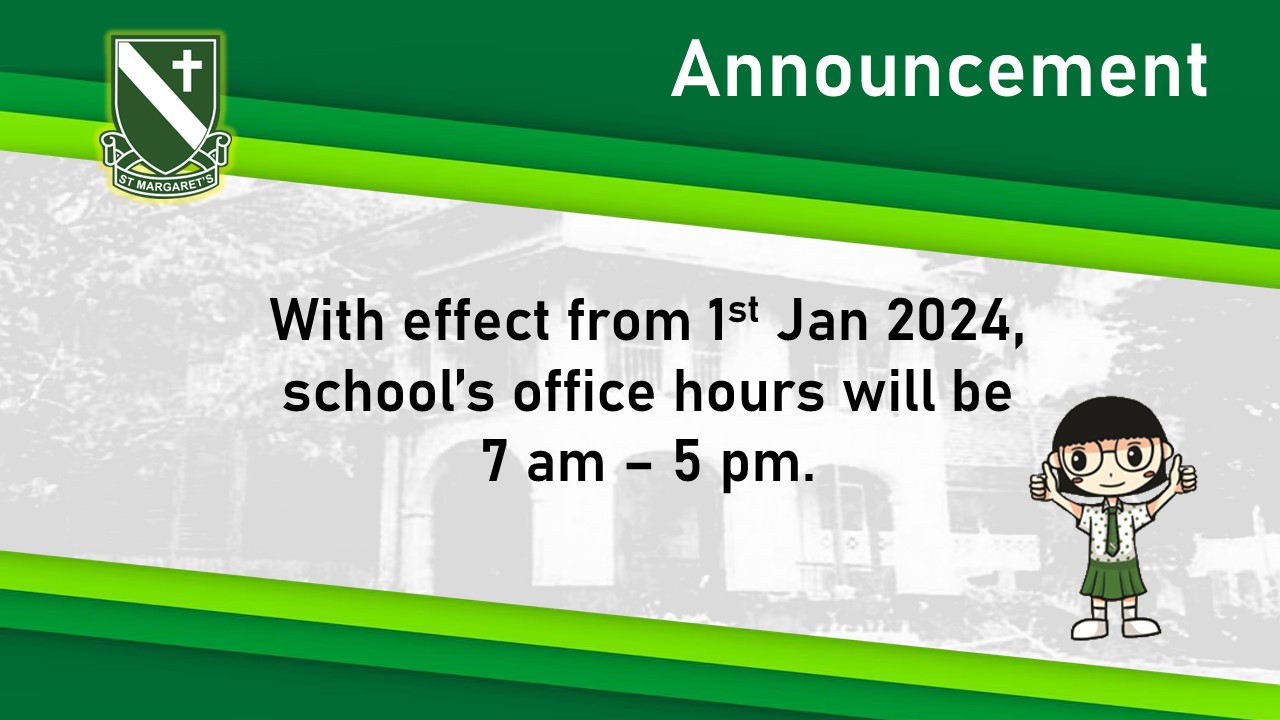 Announcement
ST MARGARET'S
With effect from 1st Jan 2024,
school's office hours will be
7 am – 5 pm.